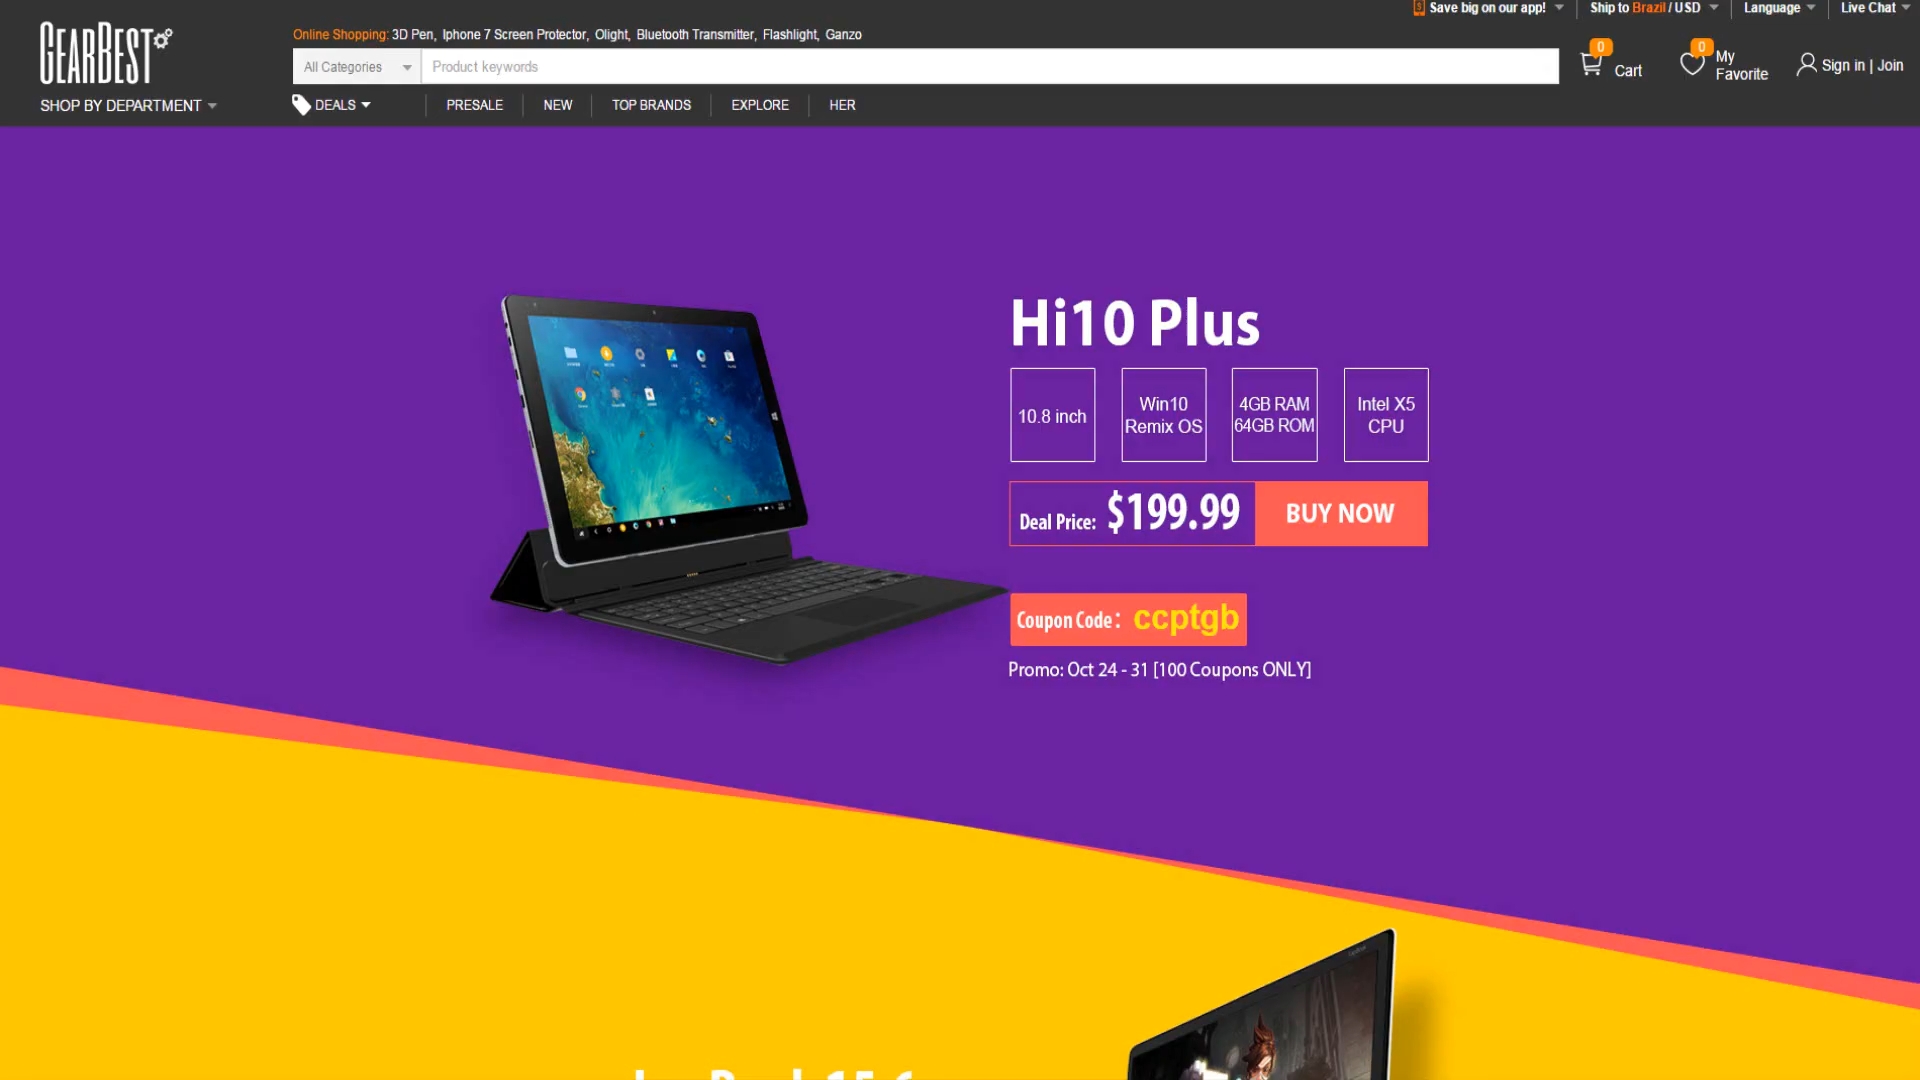 Save big on our app!
Ship to Brazil / USD
Language
Live Chat
GEARBEST
Online Shopping: 3D Pen, Iphone 7 Screen Protector, Olight, Bluetooth Transmitter, Flashlight, Ganzo
All Categories
Product keywords
0
Cart
0
My
Favorite
Sign in | Join
SHOP BY DEPARTMENT
DEALS
PRESALE
NEW
TOP BRANDS
EXPLORE
HER
Hi10 Plus
10.8 inch
Win10
Remix OS
4GB RAM
64GB ROM
Intel X5
CPU
Deal Price: $199.99
BUY NOW
Coupon Code: ccptgb
Promo: Oct 24 - 31 [100 Coupons ONLY]